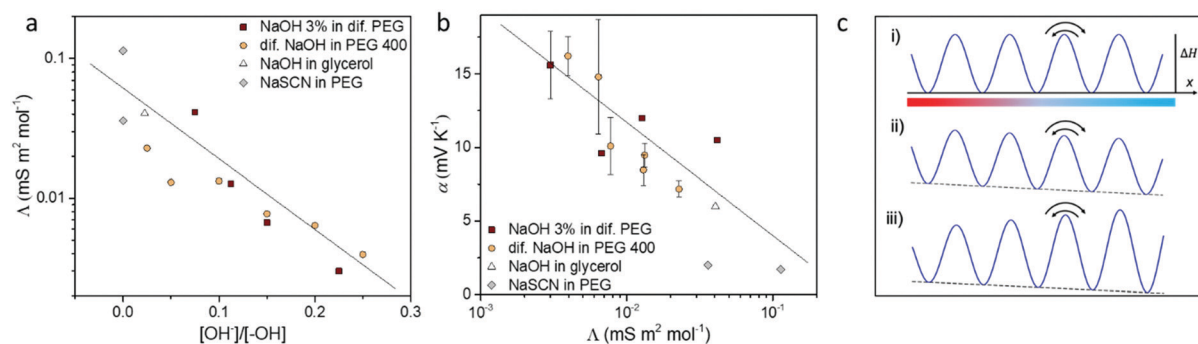 a
NaOH 3% in dif. PEG
dif. NaOH in PEG 400
NaOH in glycerol
NaSCN in PEG
0.1
0.01
Λ (mS m² mol⁻¹)
0.0 0.1 0.2 0.3
[OH⁻]/[-OH]
b
15
10
5
0
α (mV K⁻¹)
NaOH 3% in dif. PEG
dif. NaOH in PEG 400
NaOH in glycerol
NaSCN in PEG
10⁻³ 10⁻² 10⁻¹
Λ (mS m² mol⁻¹)
c
i)
ΔH
x
ii)
iii)